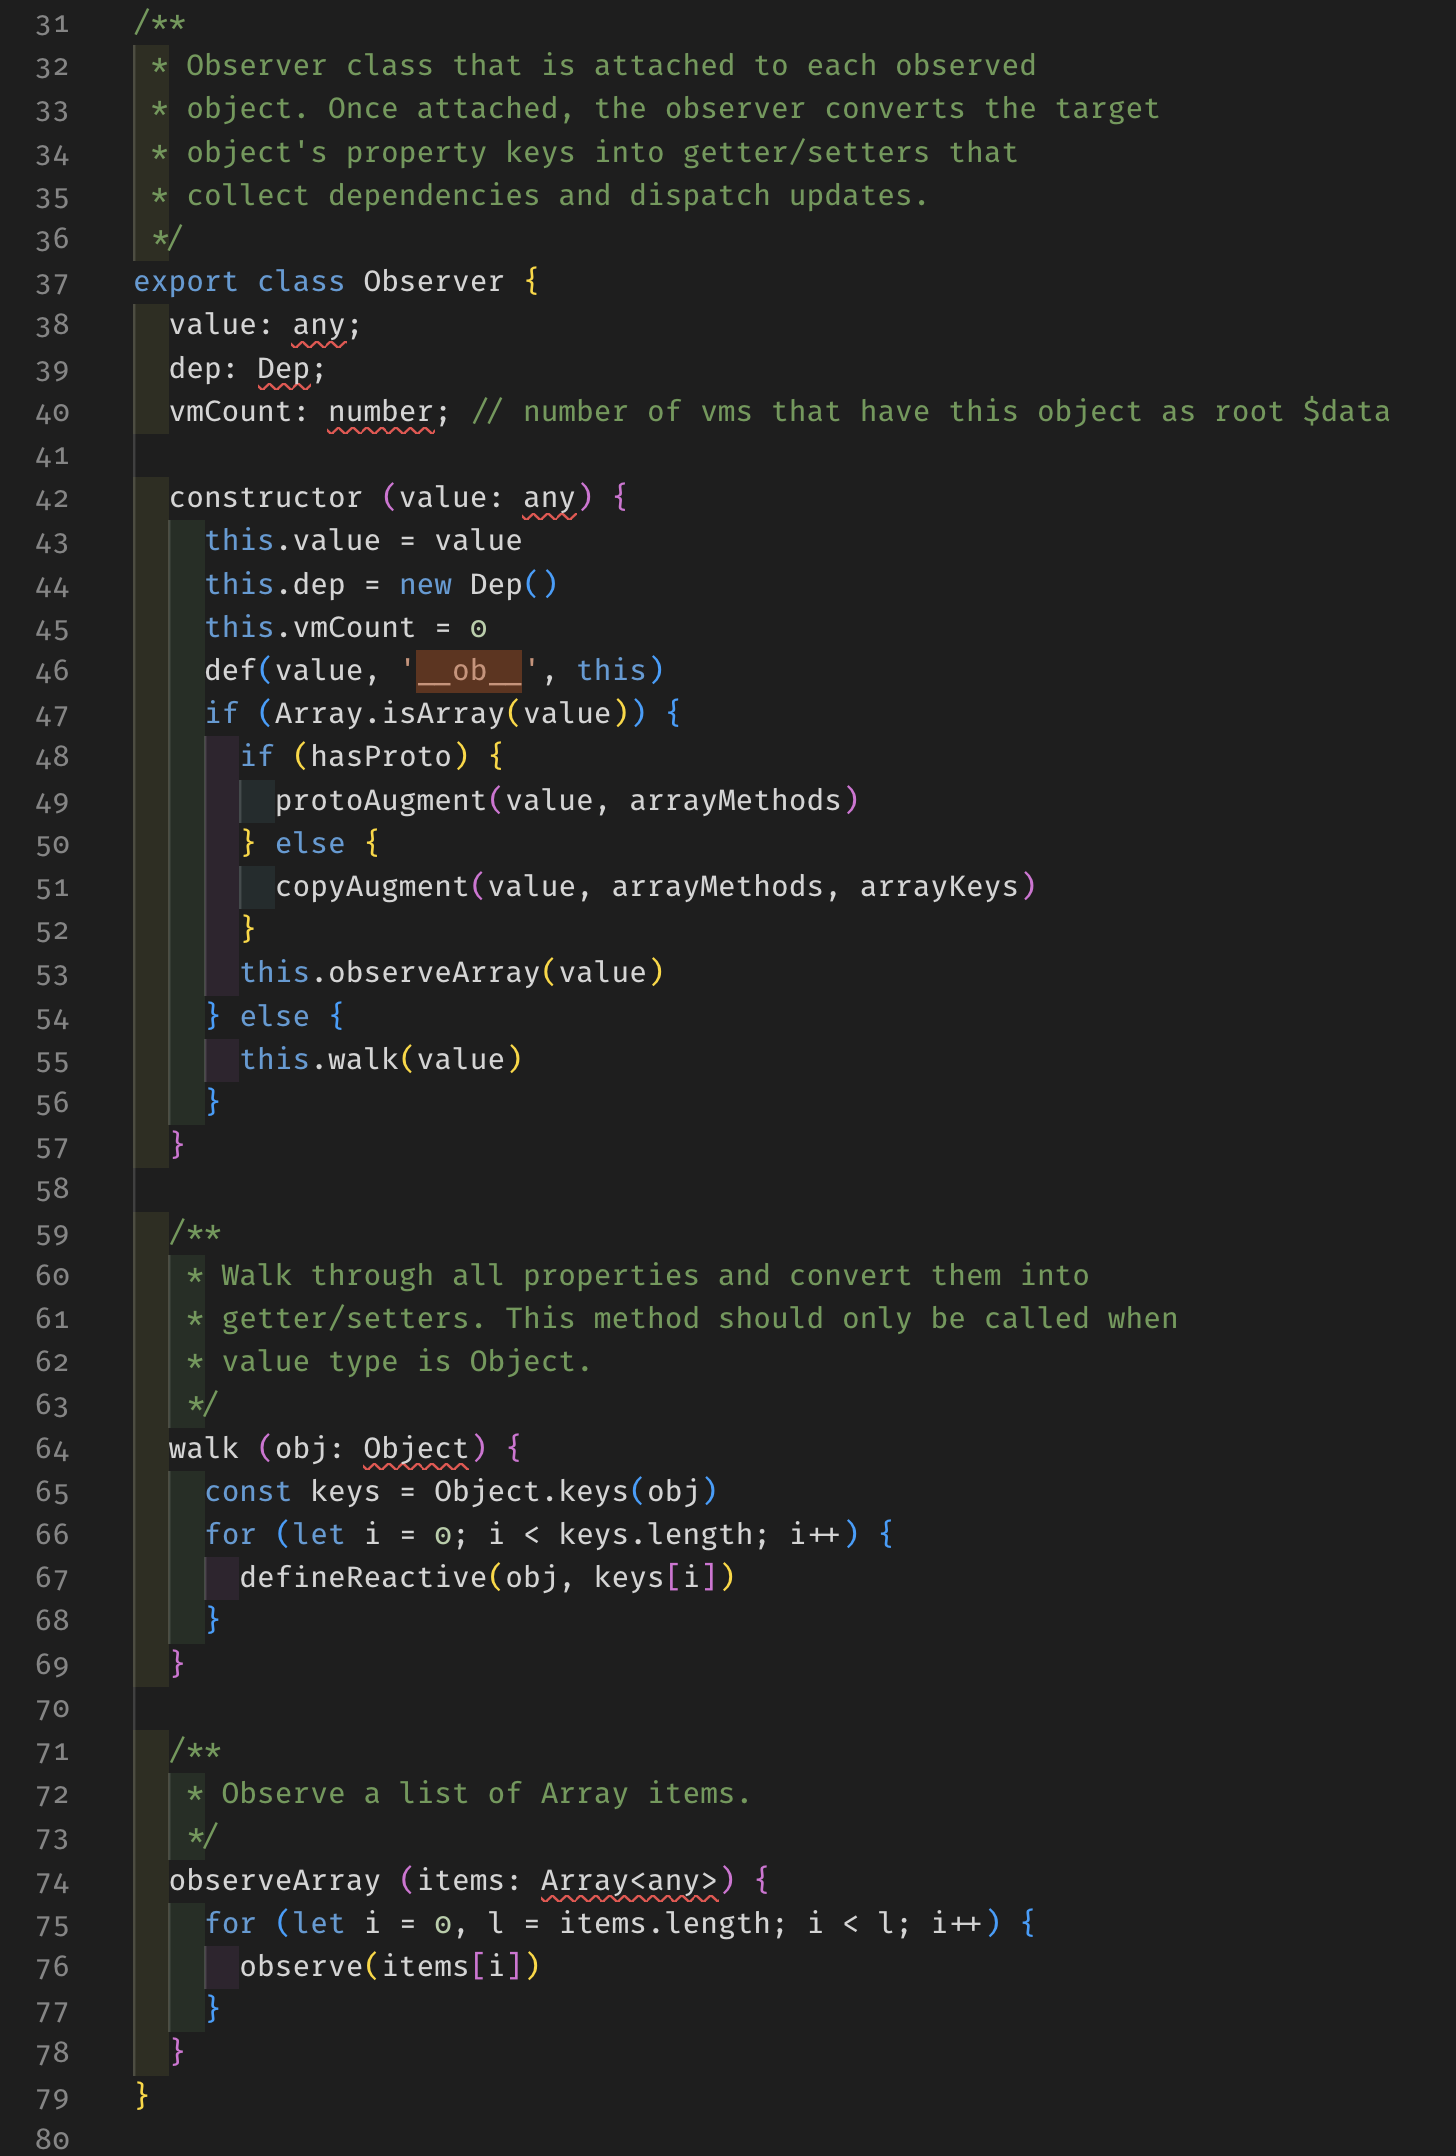 31 /**
32  * Observer class that is attached to each observed
33  * object. Once attached, the observer converts the target
34  * object's property keys into getter/setters that
35  * collect dependencies and dispatch updates.
36  */
37 export class Observer {
38   value: any;
39   dep: Dep;
40   vmCount: number; // number of vms that have this object as root $data
41
42   constructor (value: any) {
43     this.value = value
44     this.dep = new Dep()
45     this.vmCount = 0
46     def(value, '__ob__', this)
47     if (Array.isArray(value)) {
48       if (hasProto) {
49         protoAugment(value, arrayMethods)
50       } else {
51         copyAugment(value, arrayMethods, arrayKeys)
52       }
53       this.observeArray(value)
54     } else {
55       this.walk(value)
56     }
57   }
58
59   /**
60    * Walk through all properties and convert them into
61    * getter/setters. This method should only be called when
62    * value type is Object.
63    */
64   walk (obj: Object) {
65     const keys = Object.keys(obj)
66     for (let i = 0; i < keys.length; i++) {
67       defineReactive(obj, keys[i])
68     }
69   }
70
71   /**
72    * Observe a list of Array items.
73    */
74   observeArray (items: Array<any>) {
75     for (let i = 0, l = items.length; i < l; i++) {
76       observe(items[i])
77     }
78   }
79 }
80